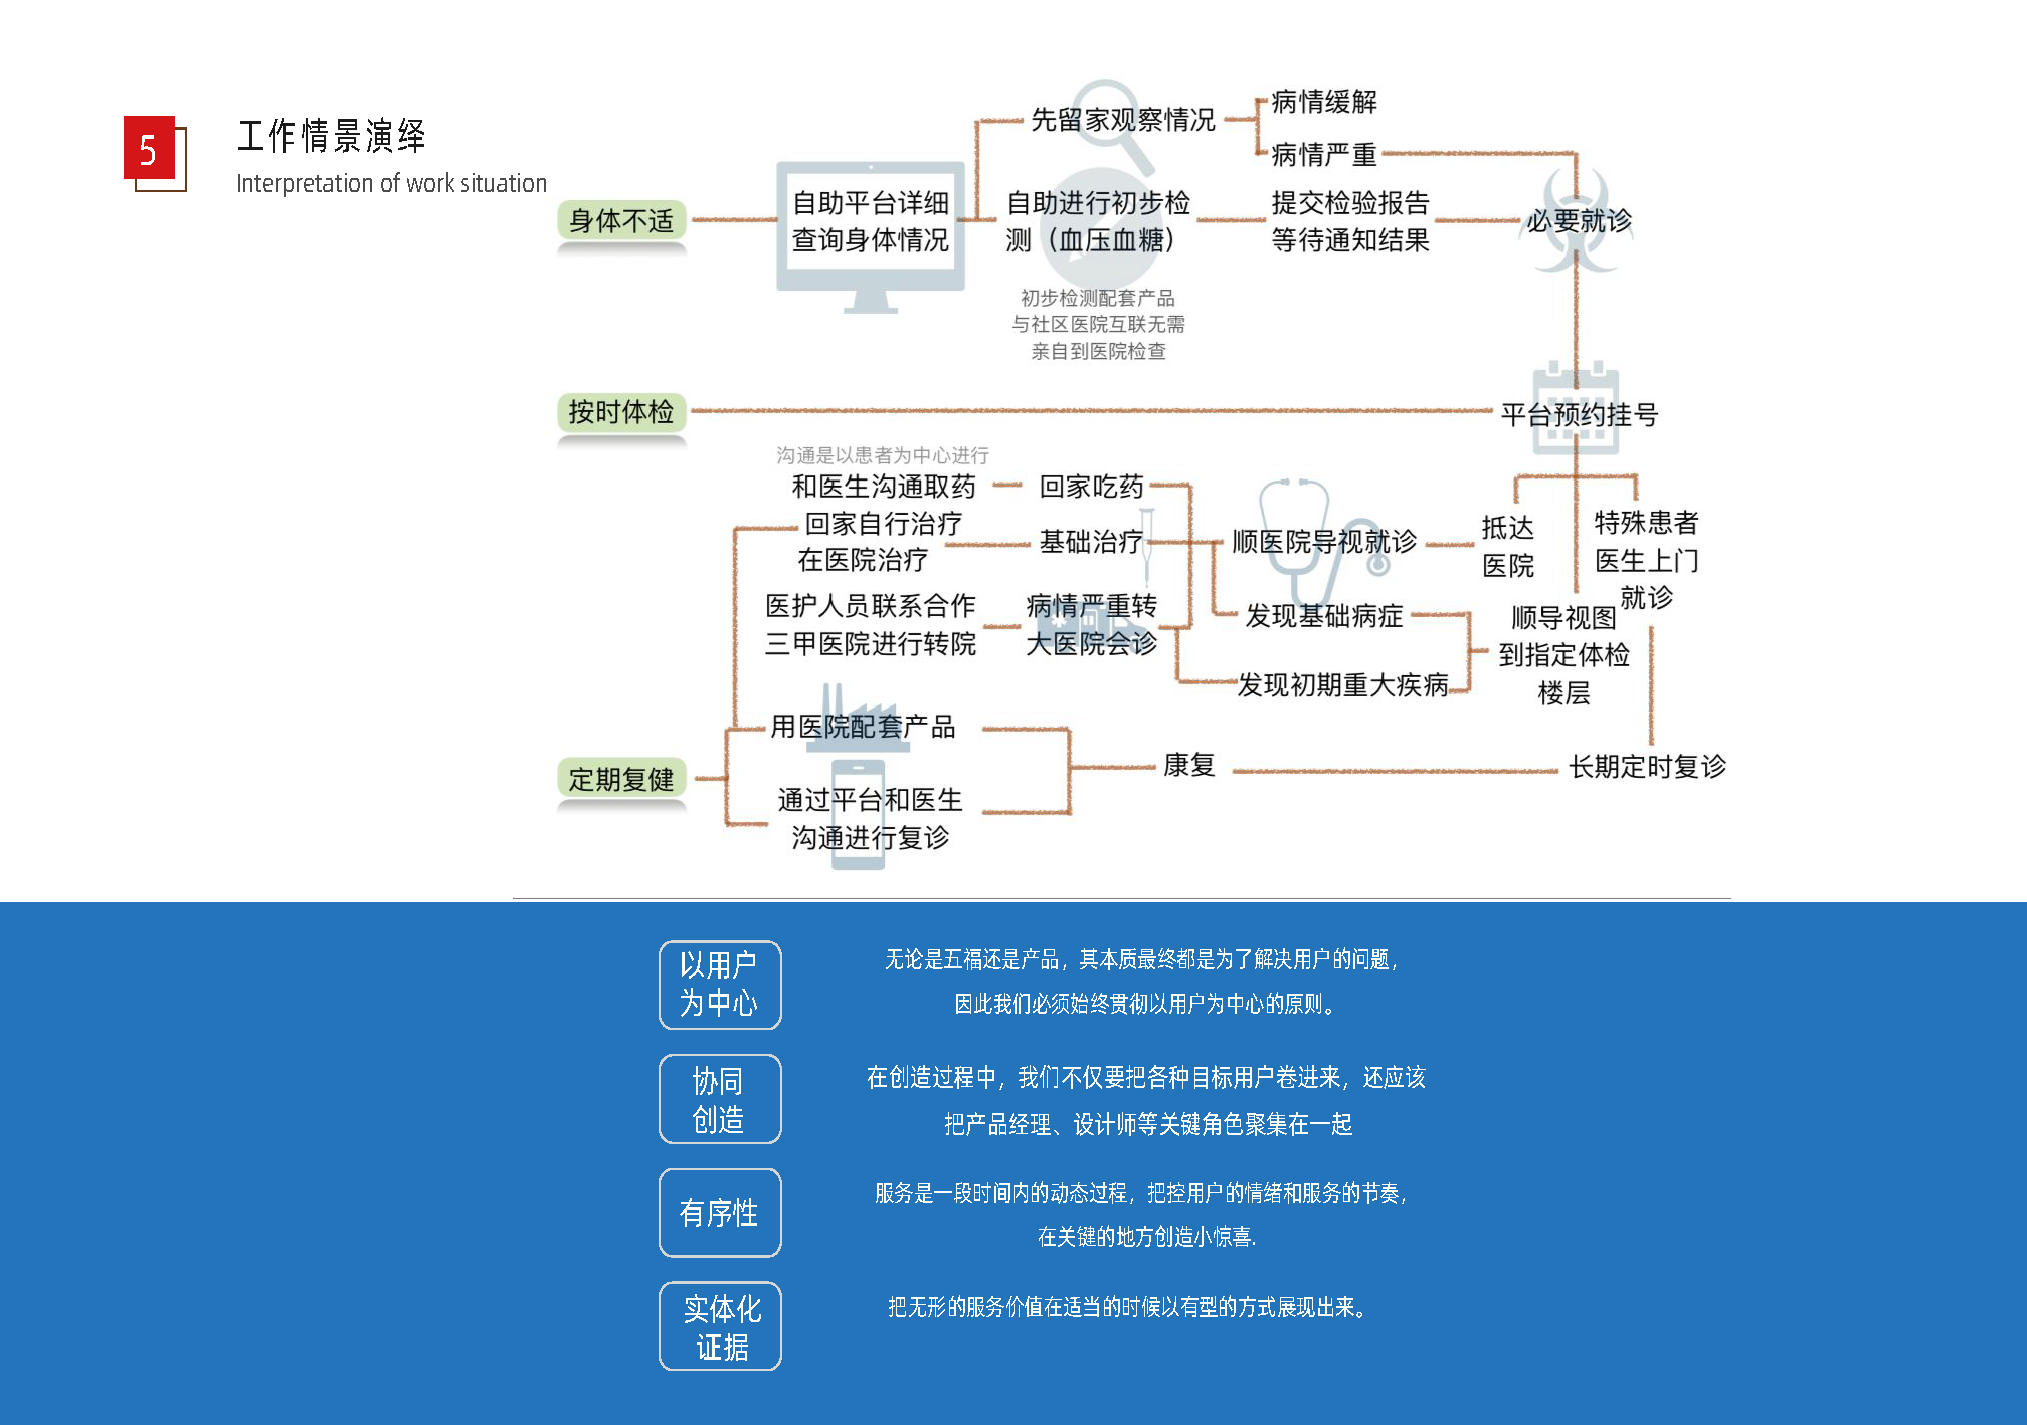 5
工作情景演绎
Interpretation of work situation
身体不适
自助平台详细
查询身体情况
先留家观察情况
病情缓解
病情严重
自助进行初步检
测（血压血糖）
提交检验报告
等待通知结果
必要就诊
初步检测配套产品
与社区医院互联无需
亲自到医院检查
按时体检
平台预约挂号
沟通是以患者为中心进行
和医生沟通取药
回家自行治疗
在医院治疗
回家吃药
基础治疗
顺医院导视就诊
抵达
医院
特殊患者
医生上门
就诊
医护人员联系合作
三甲医院进行转院
病情严重转
大医院会诊
发现基础病症
发现初期重大疾病
顺导视图
到指定体检
楼层
用医院配套产品
定期复健
通过平台和医生
沟通进行复诊
康复
长期定时复诊
以用户
为中心
无论是五福还是产品，其本质最终都是为了解决用户的问题，
因此我们必须始终贯彻以用户为中心的原则。
协同
创造
在创造过程中，我们不仅要把各种目标用户卷进来，还应该
把产品经理、设计师等关键角色聚集在一起
有序性
服务是一段时间内的动态过程，把控用户的情绪和服务的节奏，
在关键的地方创造小惊喜.
实体化
证据
把无形的服务价值在适当的时候以有型的方式展现出来。